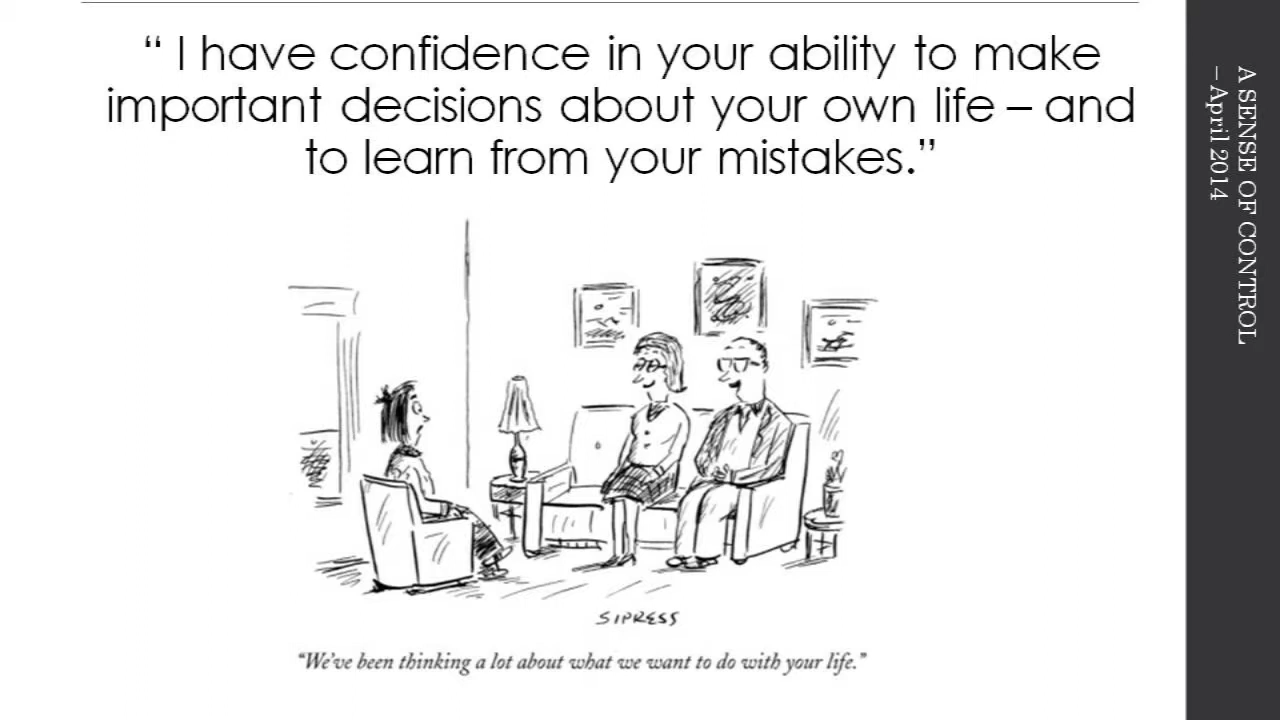 “ I have confidence in your ability to make
important decisions about your own life – and
to learn from your mistakes.”
SIPRESS
“We’ve been thinking a lot about what we want to do with your life.”
A SENSE OF CONTROL
– April 2014